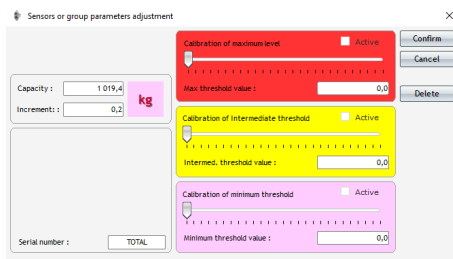 Sensors or group parameters adjustment
Calibration of maximum level
Active
Confirm
Cancel
Capacity :
1 019,4
kg
Increment: :
0,2
Max threshold value :
0,0
Delete
Calibration of Intermediate threshold
Active
Intermed. threshold value :
0,0
Calibration of minimum threshold
Active
Serial number :
TOTAL
Minimum threshold value :
0,0